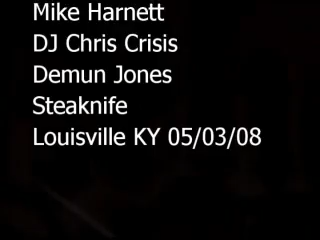 Mike Harnett
DJ Chris Crisis
Demun Jones
Steaknife
Louisville KY 05/03/08